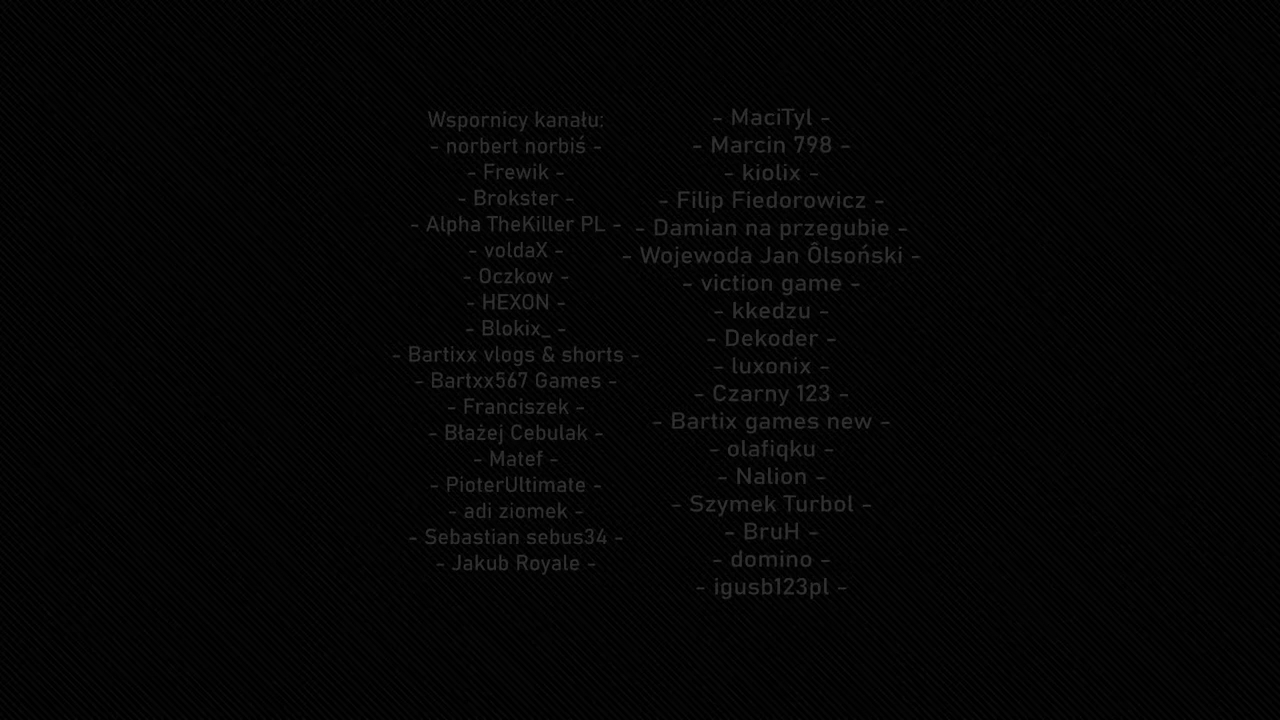 Wspornicy kanału:
- norbert norbiś -
- Frewik -
- Brokster -
- Alpha TheKiller PL -
- voldaX -
- Oczkow -
- HEXON -
- Blokix_ -
- Bartixx vlogs & shorts -
- Bartxx567 Games -
- Franciszek -
- Błażej Cebulak -
- Matef -
- PioterUltimate -
- adi ziomek -
- Sebastian sebus34 -
- Jakub Royale -
- MaciTyl -
- Marcin 798 -
- kiolix -
- Filip Fiedorowicz -
- Damian na przegubie -
- Wojewoda Jan Ôlsoński -
- viction game -
- kkedzu -
- Dekoder -
- luxonix -
- Czarny 123 -
- Bartix games new -
- olafiqku -
- Nalion -
- Szymek Turbol -
- BruH -
- domino -
- igusb123pl -